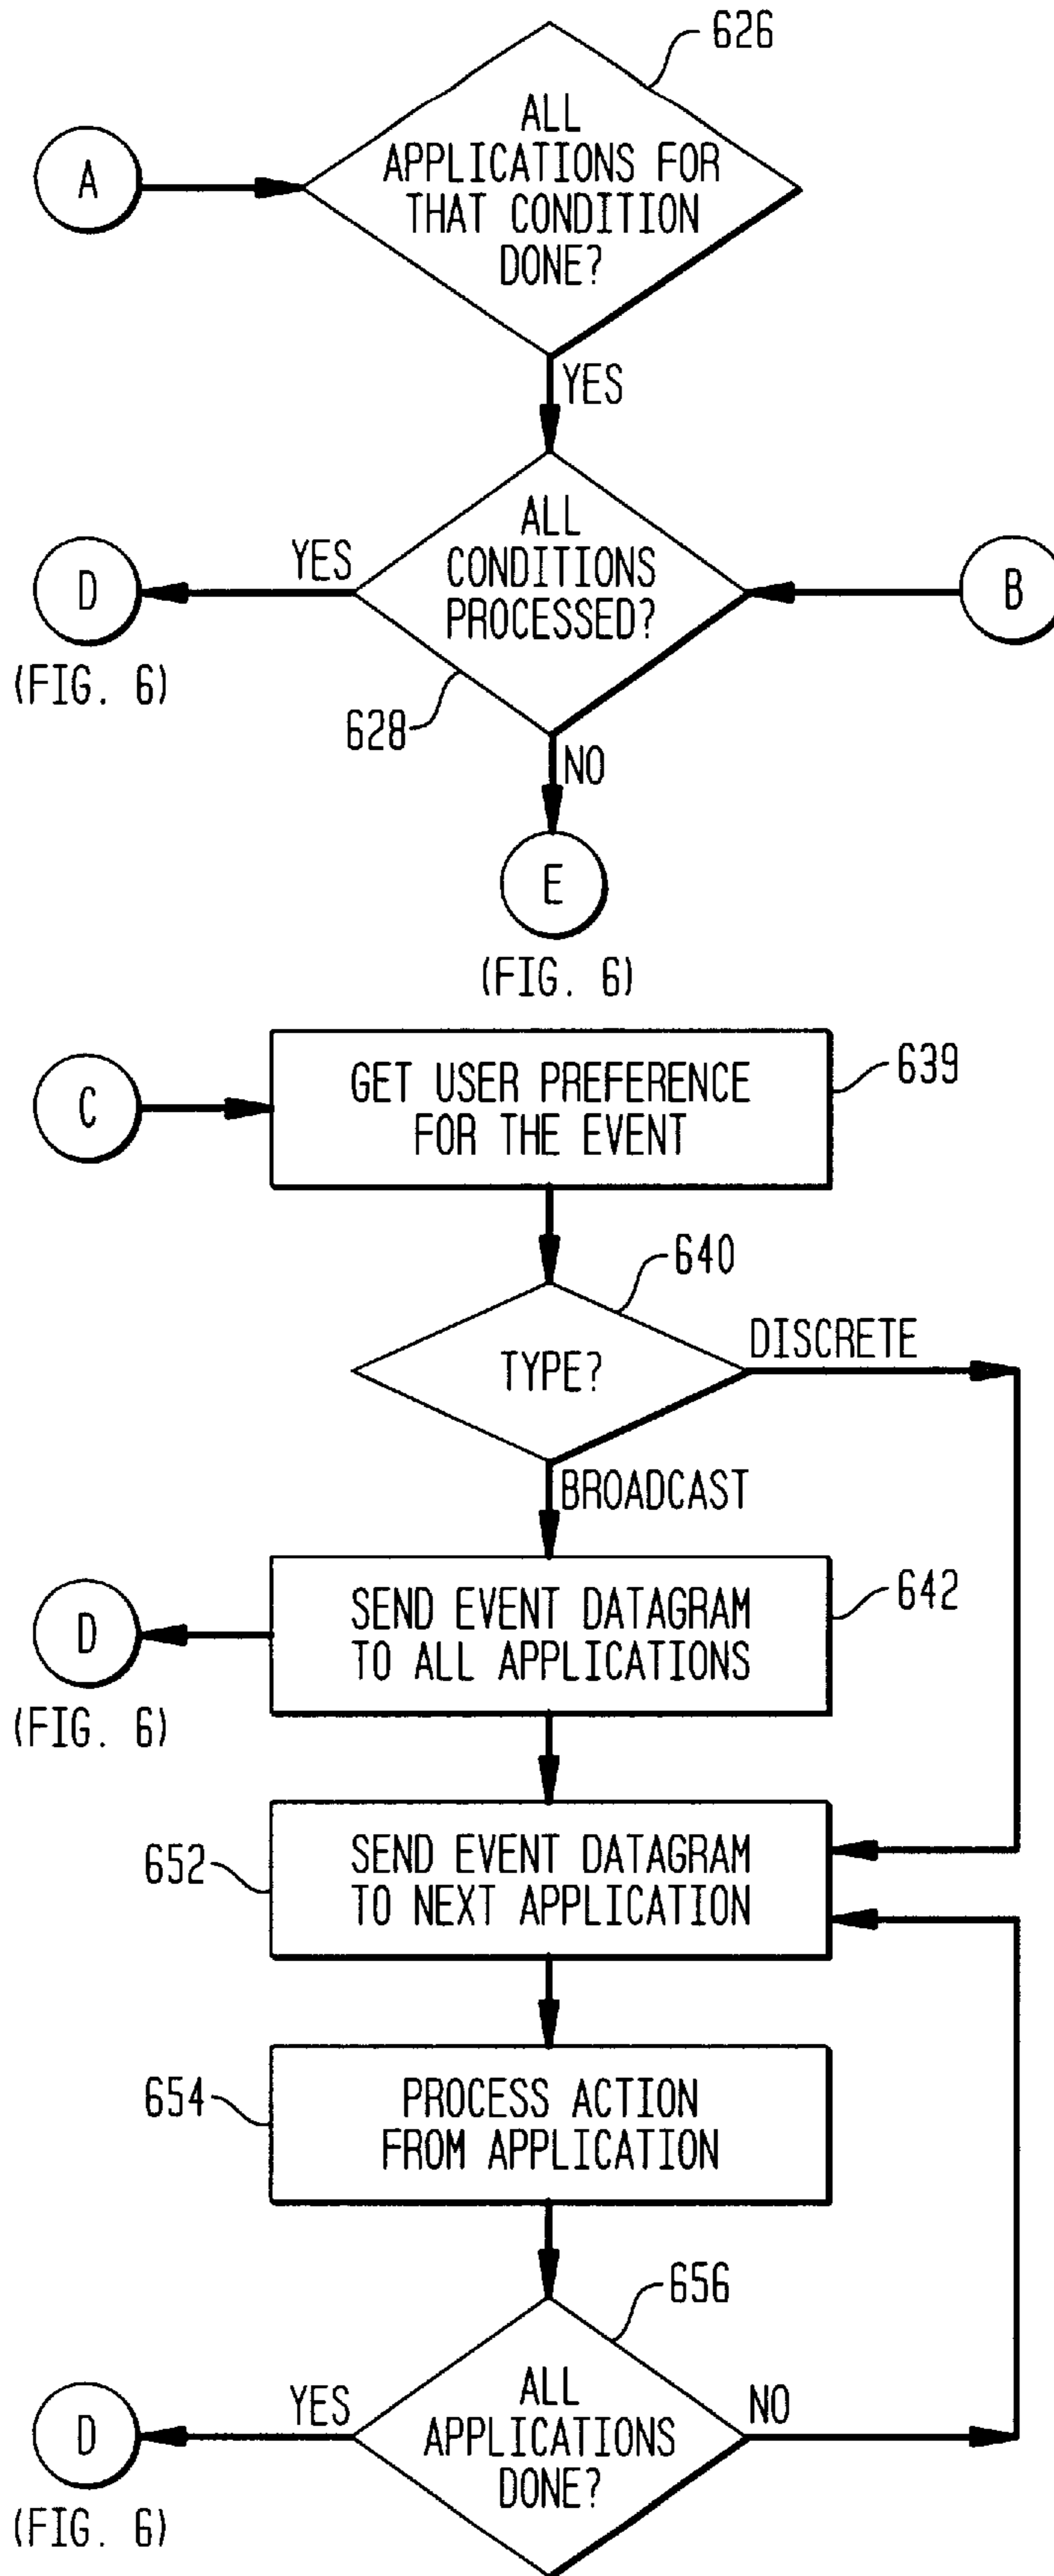 626
ALL
APPLICATIONS FOR
THAT CONDITION
DONE?
A
YES
ALL
CONDITIONS
PROCESSED?
YES
D
(FIG. 6)
B
628
NO
E
(FIG. 6)
C
GET USER PREFERENCE
FOR THE EVENT
639
640
TYPE?
DISCRETE
BROADCAST
D
(FIG. 6)
SEND EVENT DATAGRAM
TO ALL APPLICATIONS
642
652
SEND EVENT DATAGRAM
TO NEXT APPLICATION
654
PROCESS ACTION
FROM APPLICATION
656
YES
D
(FIG. 6)
ALL
APPLICATIONS
DONE?
NO